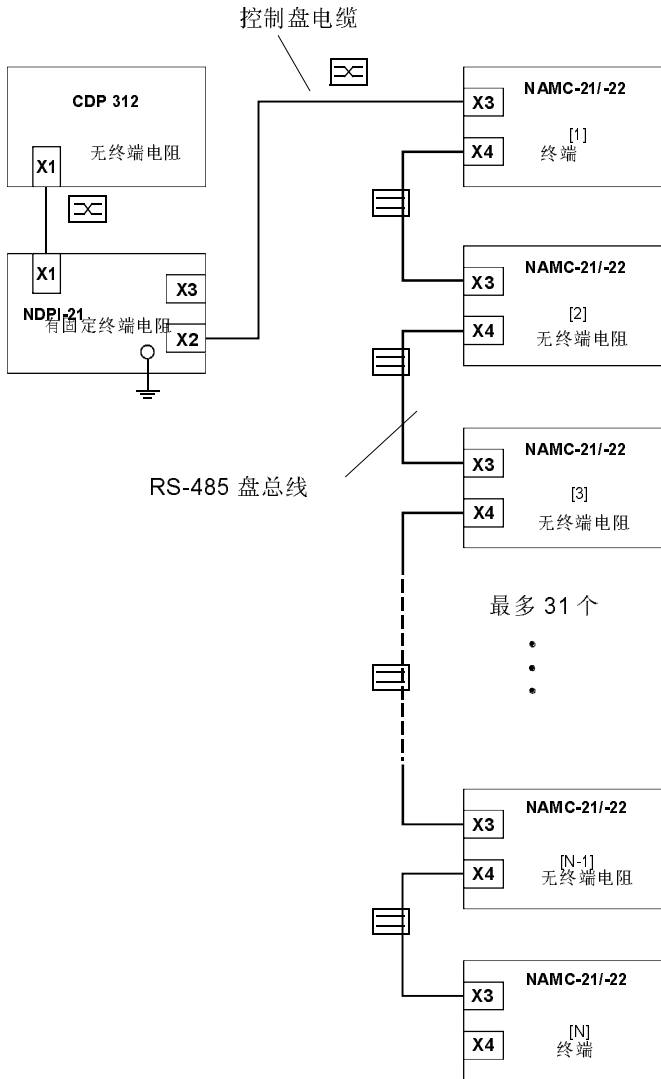 控制盘电缆
CDP 312
无终端电阻
X1
X1
NDPI-21
有固定终端电阻
X3
X2
NAMC-21/-22
X3
[1]
X4
终端
NAMC-21/-22
X3
[2]
X4
无终端电阻
RS-485 盘总线
NAMC-21/-22
X3
[3]
X4
无终端电阻
最多 31 个
NAMC-21/-22
X3
[N-1]
X4
无终端电阻
NAMC-21/-22
X3
[N]
X4
终端